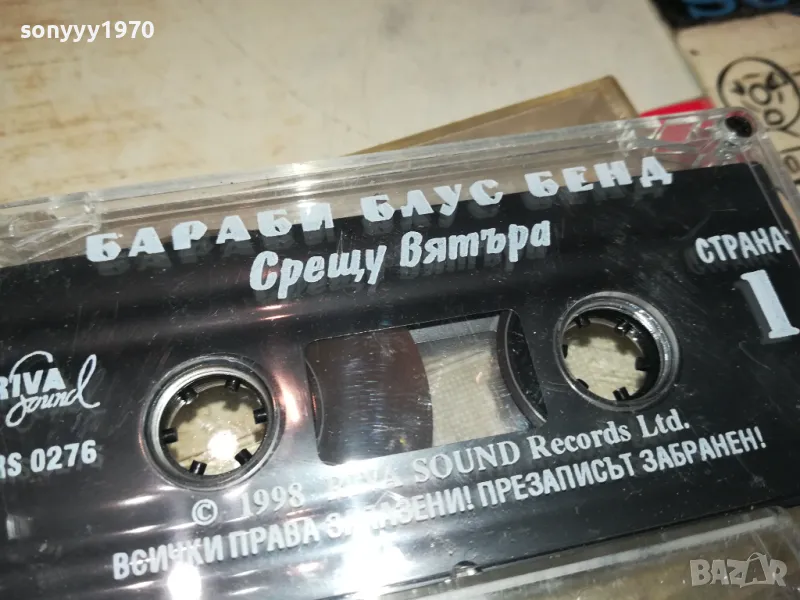 sonyyy1970
БАРАБИ БЛУС БЕНД
Срещу Вятъра
СТРАНА
1
RIVA
Sound
RS 0276
© 1998 RIVA SOUND Records Ltd.
ВСИЧКИ ПРАВА ЗАПАЗЕНИ! ПРЕЗАПИСЪТ ЗАБРАНЕН!
BAZAR